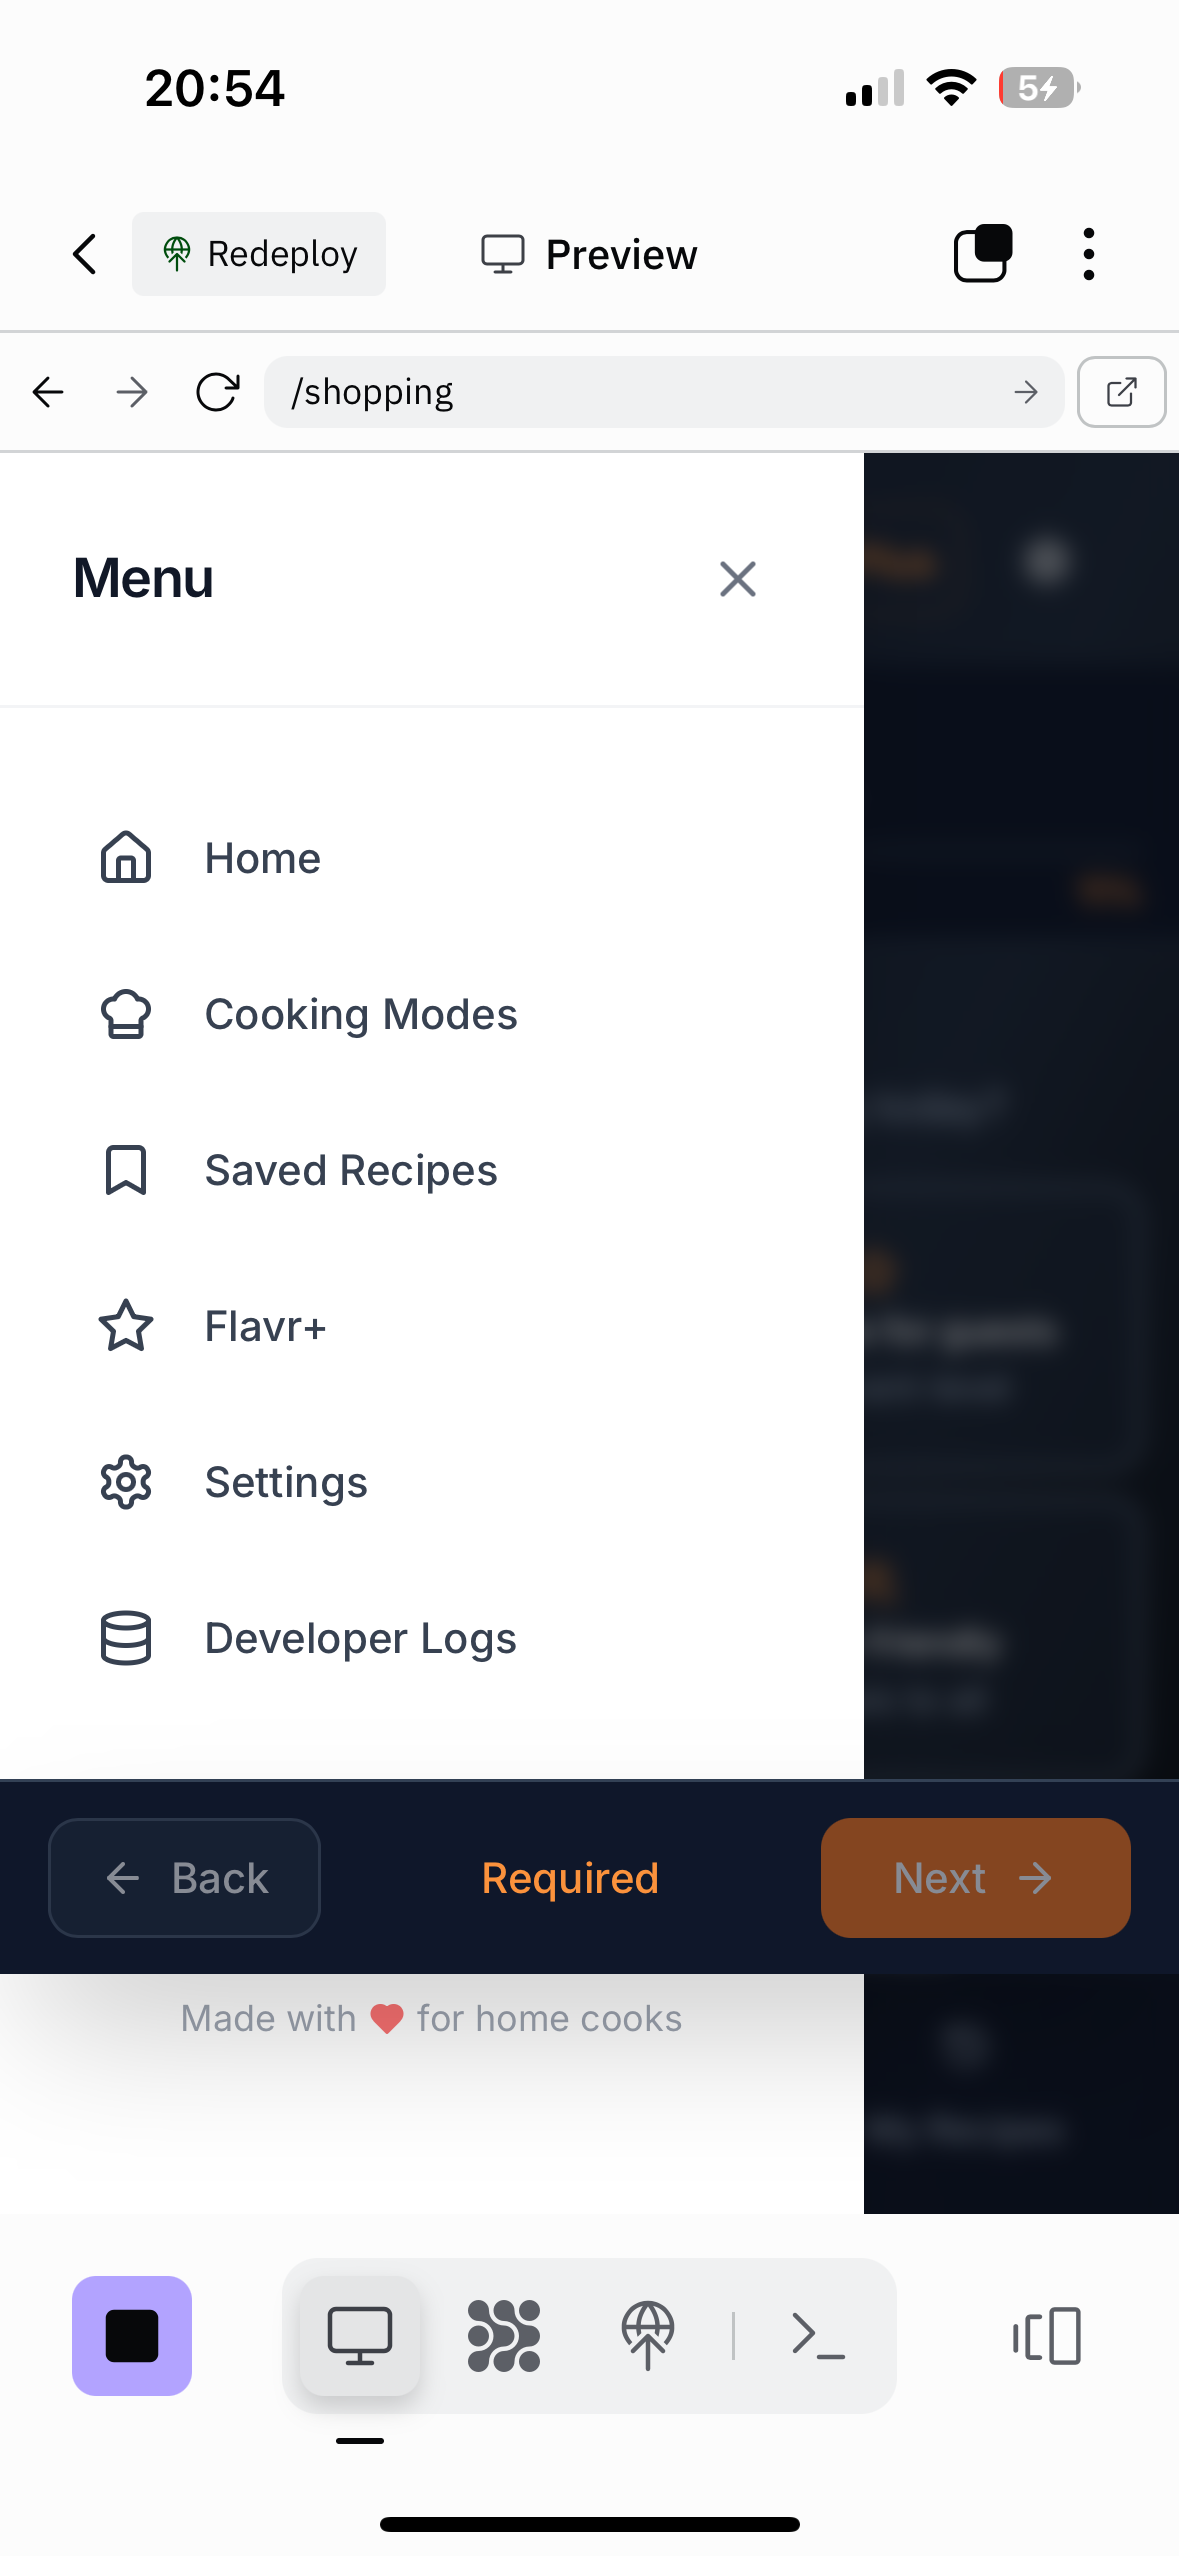 20:54
5
Redeploy
Preview
/shopping
Menu
Home
Cooking Modes
Saved Recipes
Flavr+
Settings
Developer Logs
Back
Required
Next
Made with ❤️ for home cooks